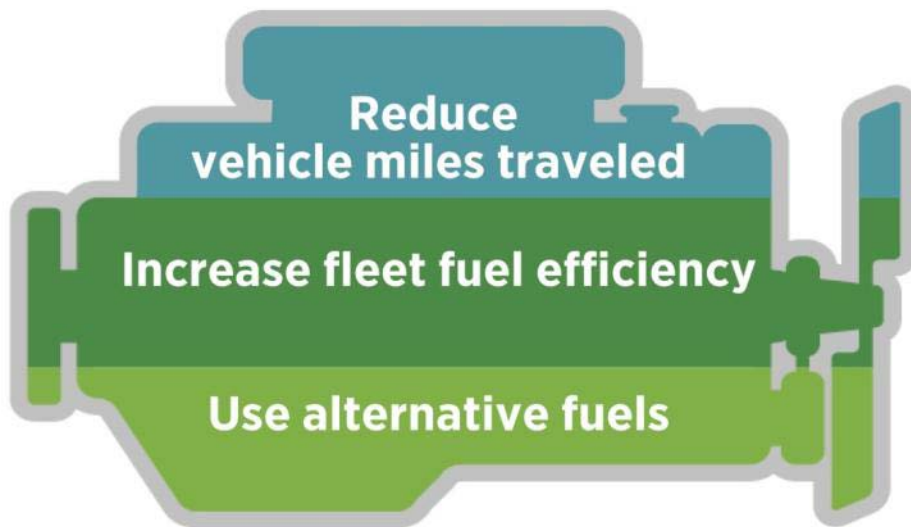 Reduce
vehicle miles traveled
Increase fleet fuel efficiency
Use alternative fuels